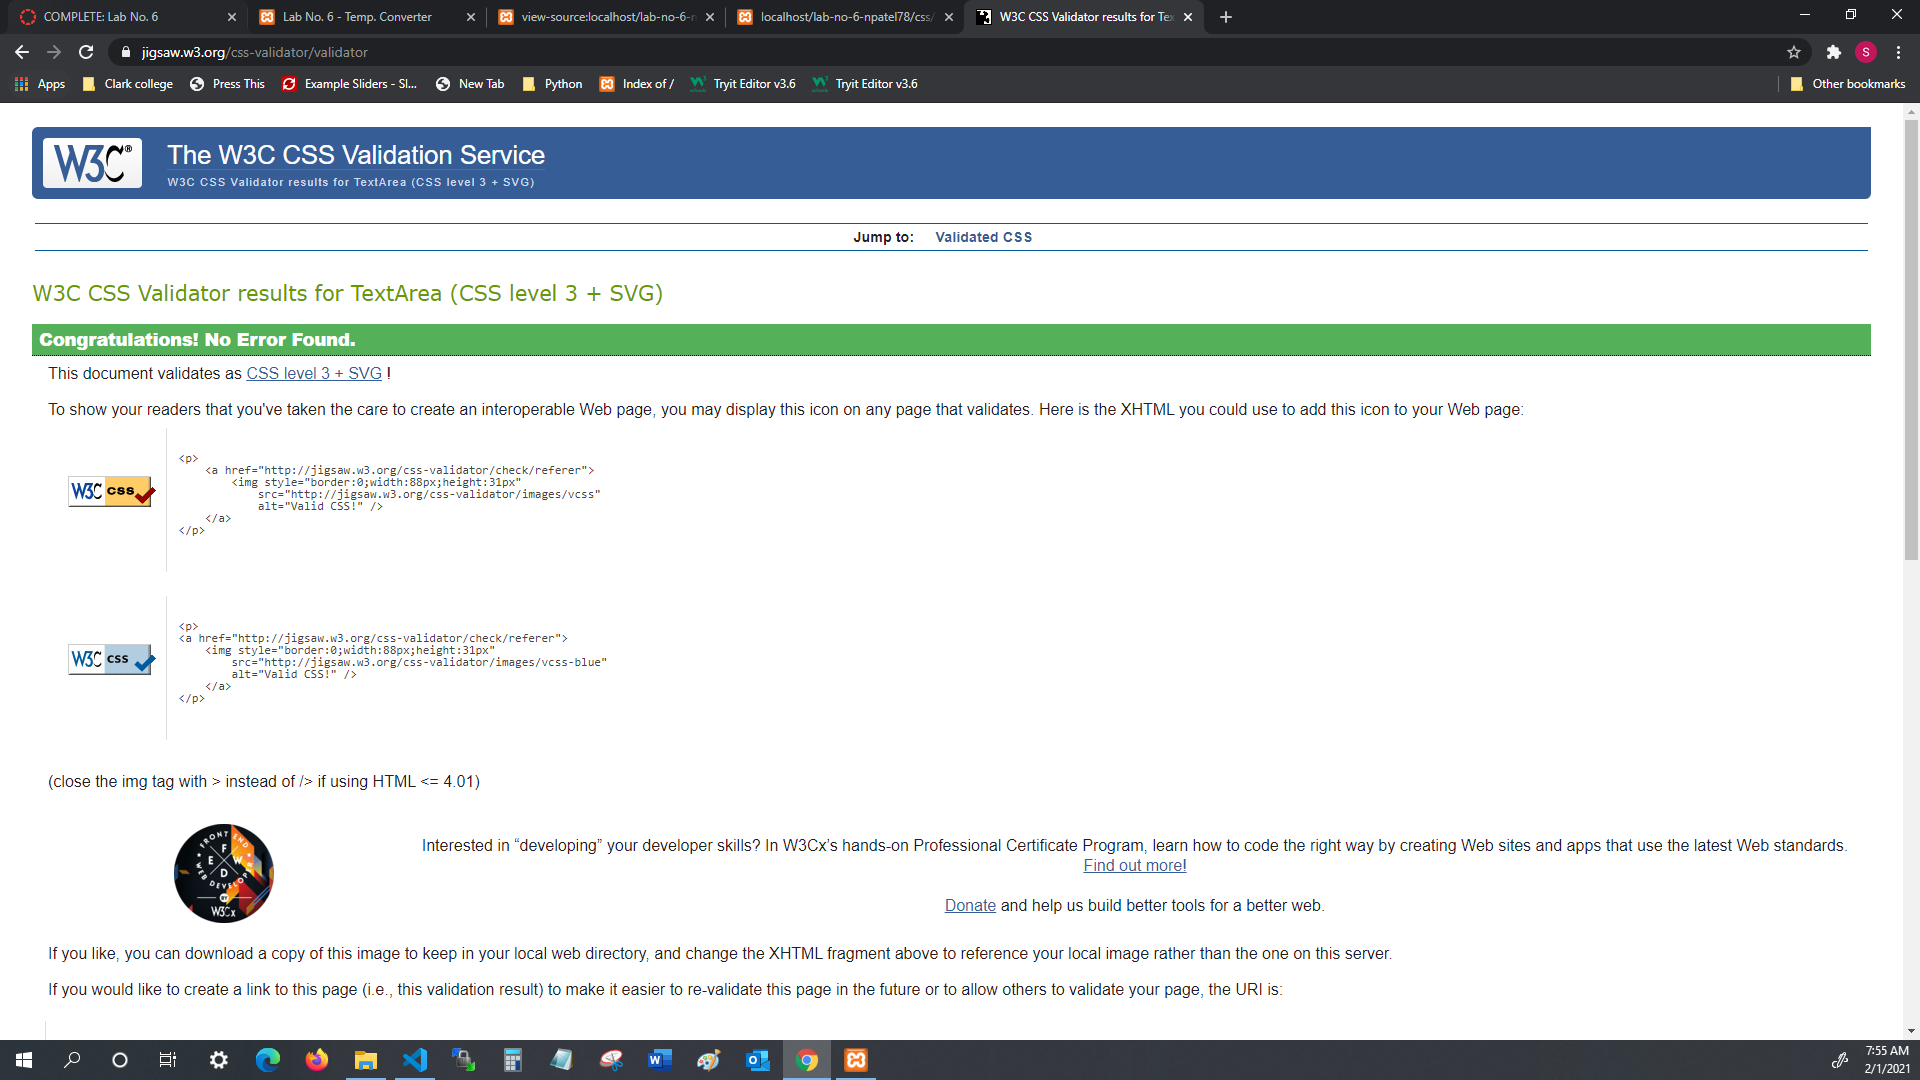 COMPLETE: Lab No. 6
Lab No. 6 - Temp. Converter
view-source:localhost/lab-no-6-n
localhost/lab-no-6-npatel78/css/
W3C CSS Validator results for Tex
jigsaw.w3.org/css-validator/validator
S
Apps
Clark college
Press This
Example Sliders - Sl...
New Tab
Python
Index of /
Tryit Editor v3.6
Tryit Editor v3.6
Other bookmarks
W3C®
The W3C CSS Validation Service
W3C CSS Validator results for TextArea (CSS level 3 + SVG)
Jump to: Validated CSS
W3C CSS Validator results for TextArea (CSS level 3 + SVG)
Congratulations! No Error Found.
This document validates as CSS level 3 + SVG !
To show your readers that you've taken the care to create an interoperable Web page, you may display this icon on any page that validates. Here is the XHTML you could use to add this icon to your Web page:
W3C css
<p>
<a href="http://jigsaw.w3.org/css-validator/check/referer">
<img style="border:0;width:88px;height:31px"
src="http://jigsaw.w3.org/css-validator/images/vcss"
alt="Valid CSS!" />
</a>
</p>
W3C css
<p>
<a href="http://jigsaw.w3.org/css-validator/check/referer">
<img style="border:0;width:88px;height:31px"
src="http://jigsaw.w3.org/css-validator/images/vcss-blue"
alt="Valid CSS!" />
</a>
</p>
(close the img tag with > instead of /> if using HTML <= 4.01)
FRONT END
F
E W
D
WEB DEVELOPER
BY
W3Cx
Interested in “developing” your developer skills? In W3Cx’s hands-on Professional Certificate Program, learn how to code the right way by creating Web sites and apps that use the latest Web standards.
Find out more!
Donate and help us build better tools for a better web.
If you like, you can download a copy of this image to keep in your local web directory, and change the XHTML fragment above to reference your local image rather than the one on this server.
If you would like to create a link to this page (i.e., this validation result) to make it easier to re-validate this page in the future or to allow others to validate your page, the URI is:
7:55 AM
2/1/2021